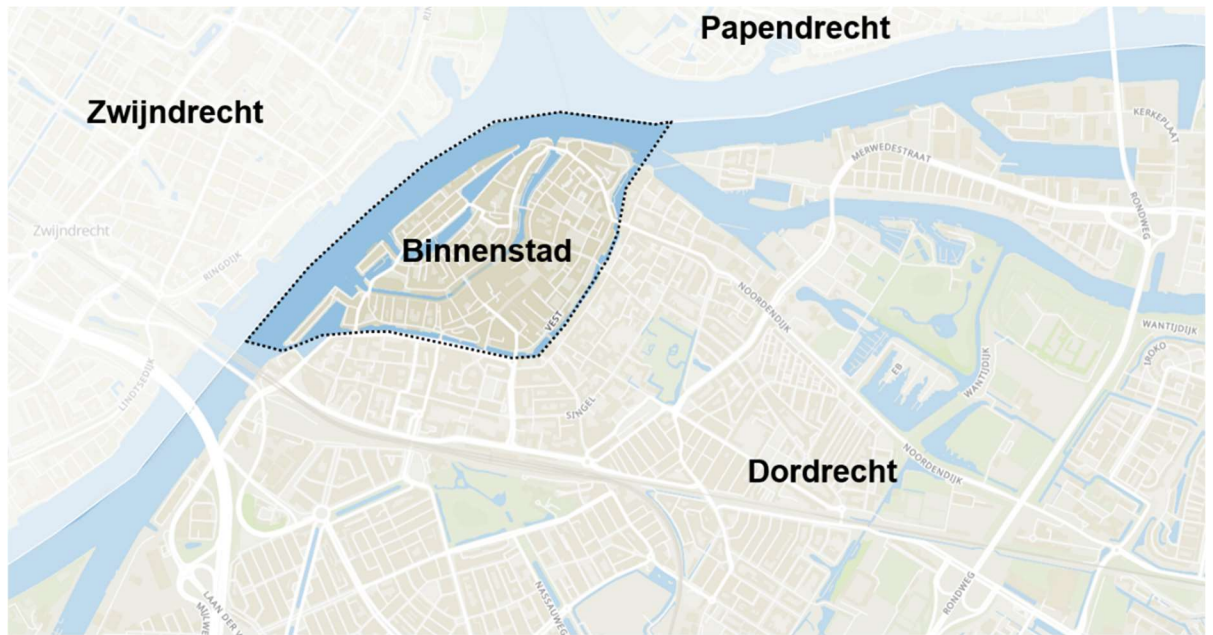 Papendrecht
Zwijndrecht
KERKEPLAAT
MERWEDESTRAAT
Zwijndrecht
RONDWEG
Binnenstad
RINGDIJK
NOORDENDIJK
VEST
WANTIJDIJK
IROKO
EB
WANTIJDIJK
LINDTSEDIJK
SINGEL
NOORDENDIJK
Dordrecht
RONDWEG
NASSAUWEG
LAAN DER V